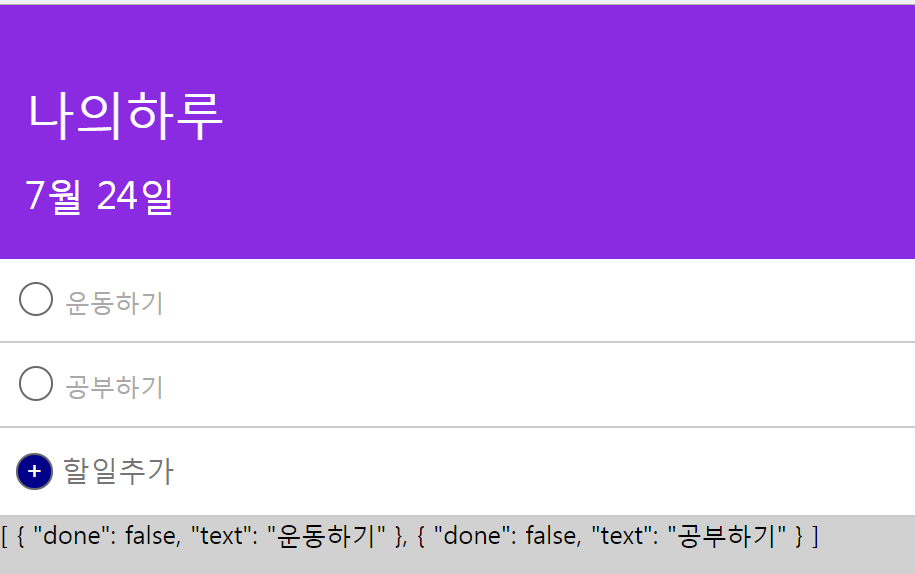 나의하루
7월 24일
운동하기
공부하기
+ 할일추가
[ { "done": false, "text": "운동하기" }, { "done": false, "text": "공부하기" } ]